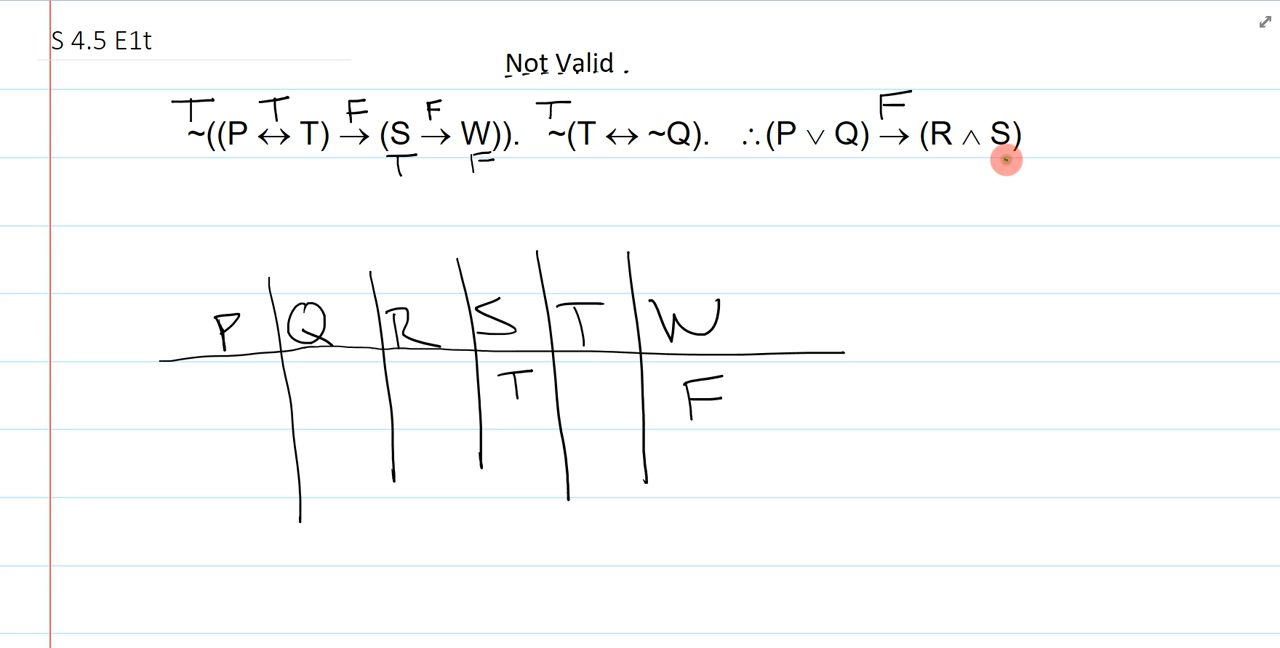 S 4.5 E1t
Not Valid .
T T F F T F
~((P ↔ T) → (S → W)). ~(T ↔ ~Q). ∴(P ∨ Q) → (R ∧ S)
T F
P Q R S T W
T F